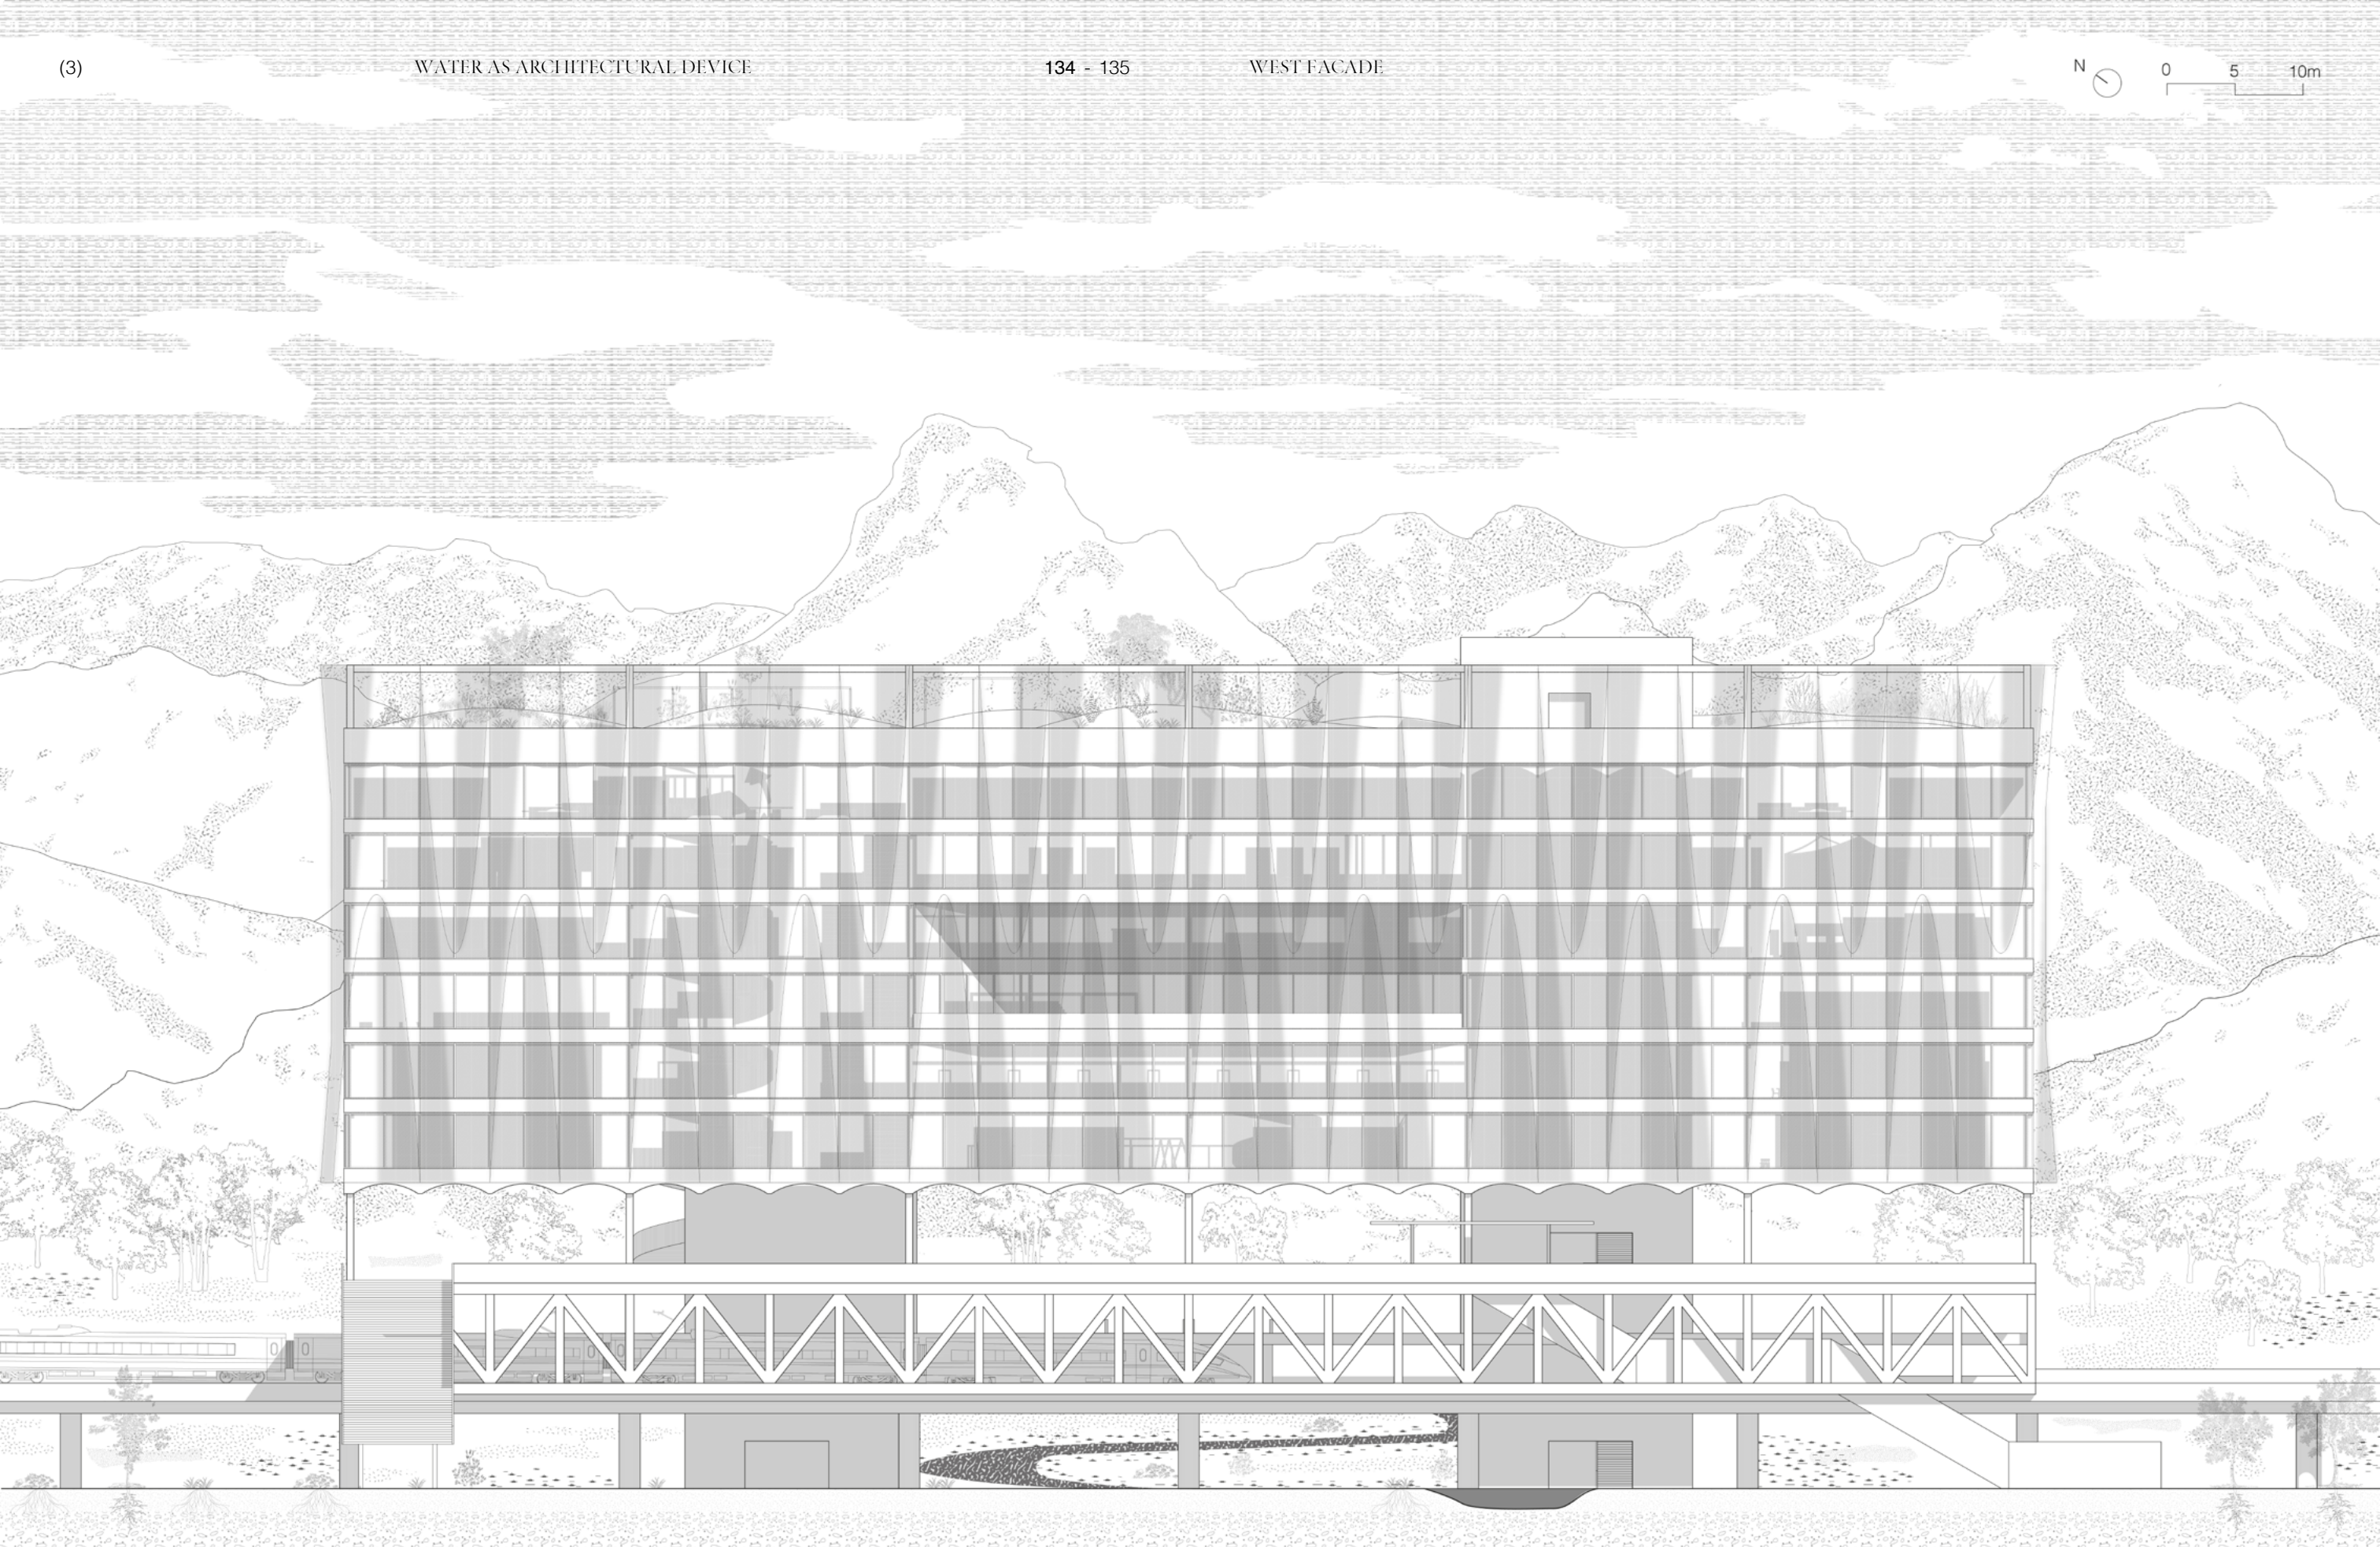 (3)
WATER AS ARCHITECTURAL DEVICE
134 - 135
WEST FACADE
N
0 5 10m